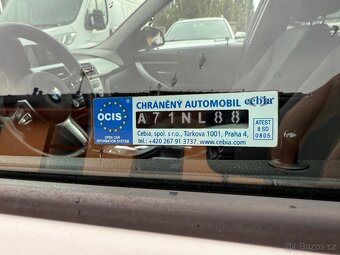 OCIS
OPEN CAR
INFORMATION SYSTEM
CHRÁNĚNÝ AUTOMOBIL cebia
A71NL88
Cebia, spol. s r.o., Türkova 1001, Praha 4,
tel.: +420 267 91 3737, www.cebia.com
ATEST
8 SD
0805
© Bazos.cz